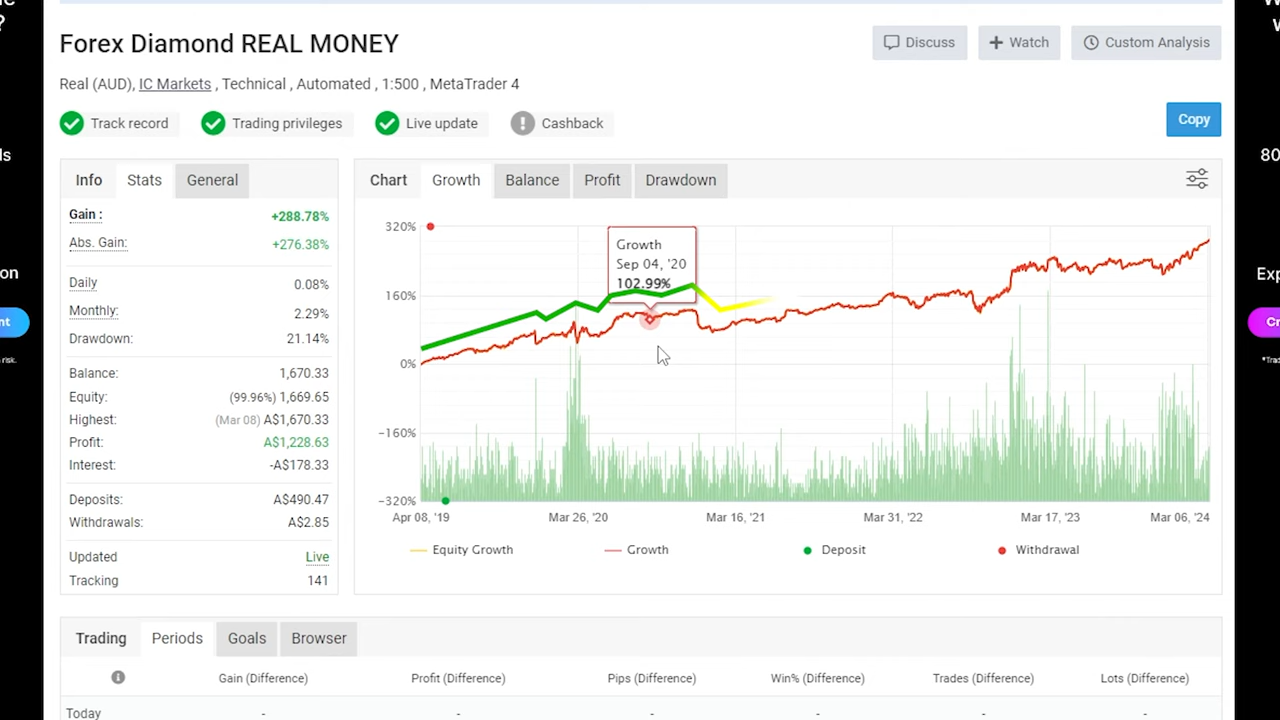 ?
Forex Diamond REAL MONEY
Discuss
Watch
Custom Analysis
Real (AUD), IC Markets , Technical , Automated , 1:500 , MetaTrader 4
Track record
Trading privileges
Live update
Cashback
Copy
Info
Stats
General
Gain :
+288.78%
Abs. Gain:
+276.38%
Daily
0.08%
Monthly:
2.29%
Drawdown:
21.14%
Balance:
1,670.33
Equity:
(99.96%) 1,669.65
Highest:
(Mar 08) A$1,670.33
Profit:
A$1,228.63
Interest:
-A$178.33
Deposits:
A$490.47
Withdrawals:
A$2.85
Updated
Live
Tracking
141
Chart
Growth
Balance
Profit
Drawdown
320%
160%
0%
-160%
-320%
Growth
Sep 04, '20
102.99%
Apr 08, '19
Mar 26, '20
Mar 16, '21
Mar 31, '22
Mar 17, '23
Mar 06, '24
Equity Growth
Growth
Deposit
Withdrawal
Trading
Periods
Goals
Browser
Gain (Difference)
Profit (Difference)
Pips (Difference)
Win% (Difference)
Trades (Difference)
Lots (Difference)
Today
-
-
-
-
-
-
risk.
80